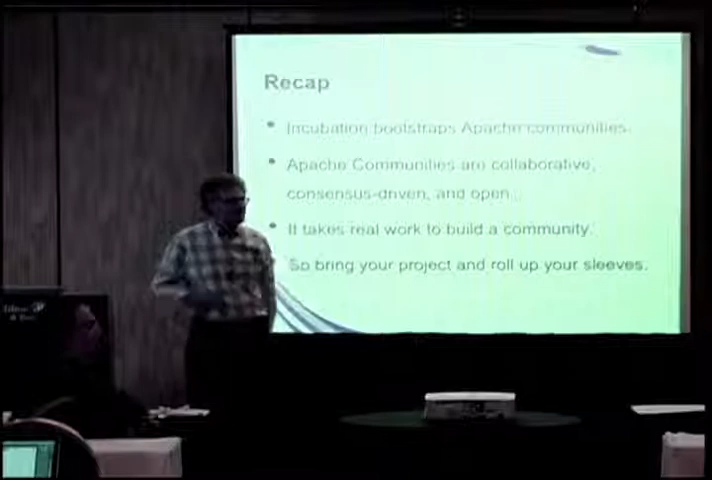 Recap
• Incubation bootstraps Apache communities.
• Apache Communities are collaborative,
consensus-driven, and open.
• It takes real work to build a community.
So bring your project and roll up your sleeves.